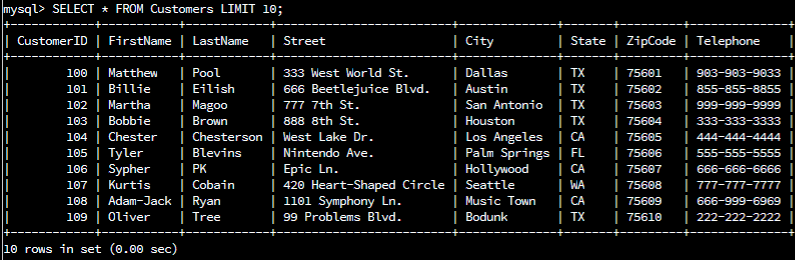 mysql> SELECT * FROM Customers LIMIT 10;
| CustomerID | FirstName | LastName | Street | City | State | ZipCode | Telephone |
| 100 | Matthew | Pool | 333 West World St. | Dallas | TX | 75601 | 903-903-9033 |
| 101 | Billie | Eilish | 666 Beetlejuice Blvd. | Austin | TX | 75602 | 855-855-8855 |
| 102 | Martha | Magoo | 777 7th St. | San Antonio | TX | 75603 | 999-999-9999 |
| 103 | Bobbie | Brown | 888 8th St. | Houston | TX | 75604 | 333-333-3333 |
| 104 | Chester | Chesterson | West Lake Dr. | Los Angeles | CA | 75605 | 444-444-4444 |
| 105 | Tyler | Blevins | Nintendo Ave. | Palm Springs | FL | 75606 | 555-555-5555 |
| 106 | Sypher | PK | Epic Ln. | Hollywood | CA | 75607 | 666-666-6666 |
| 107 | Kurtis | Cobain | 420 Heart-Shaped Circle | Seattle | WA | 75608 | 777-777-7777 |
| 108 | Adam-Jack | Ryan | 1101 Symphony Ln. | Music Town | CA | 75609 | 666-999-6969 |
| 109 | Oliver | Tree | 99 Problems Blvd. | Bodunk | TX | 75610 | 222-222-2222 |
10 rows in set (0.00 sec)